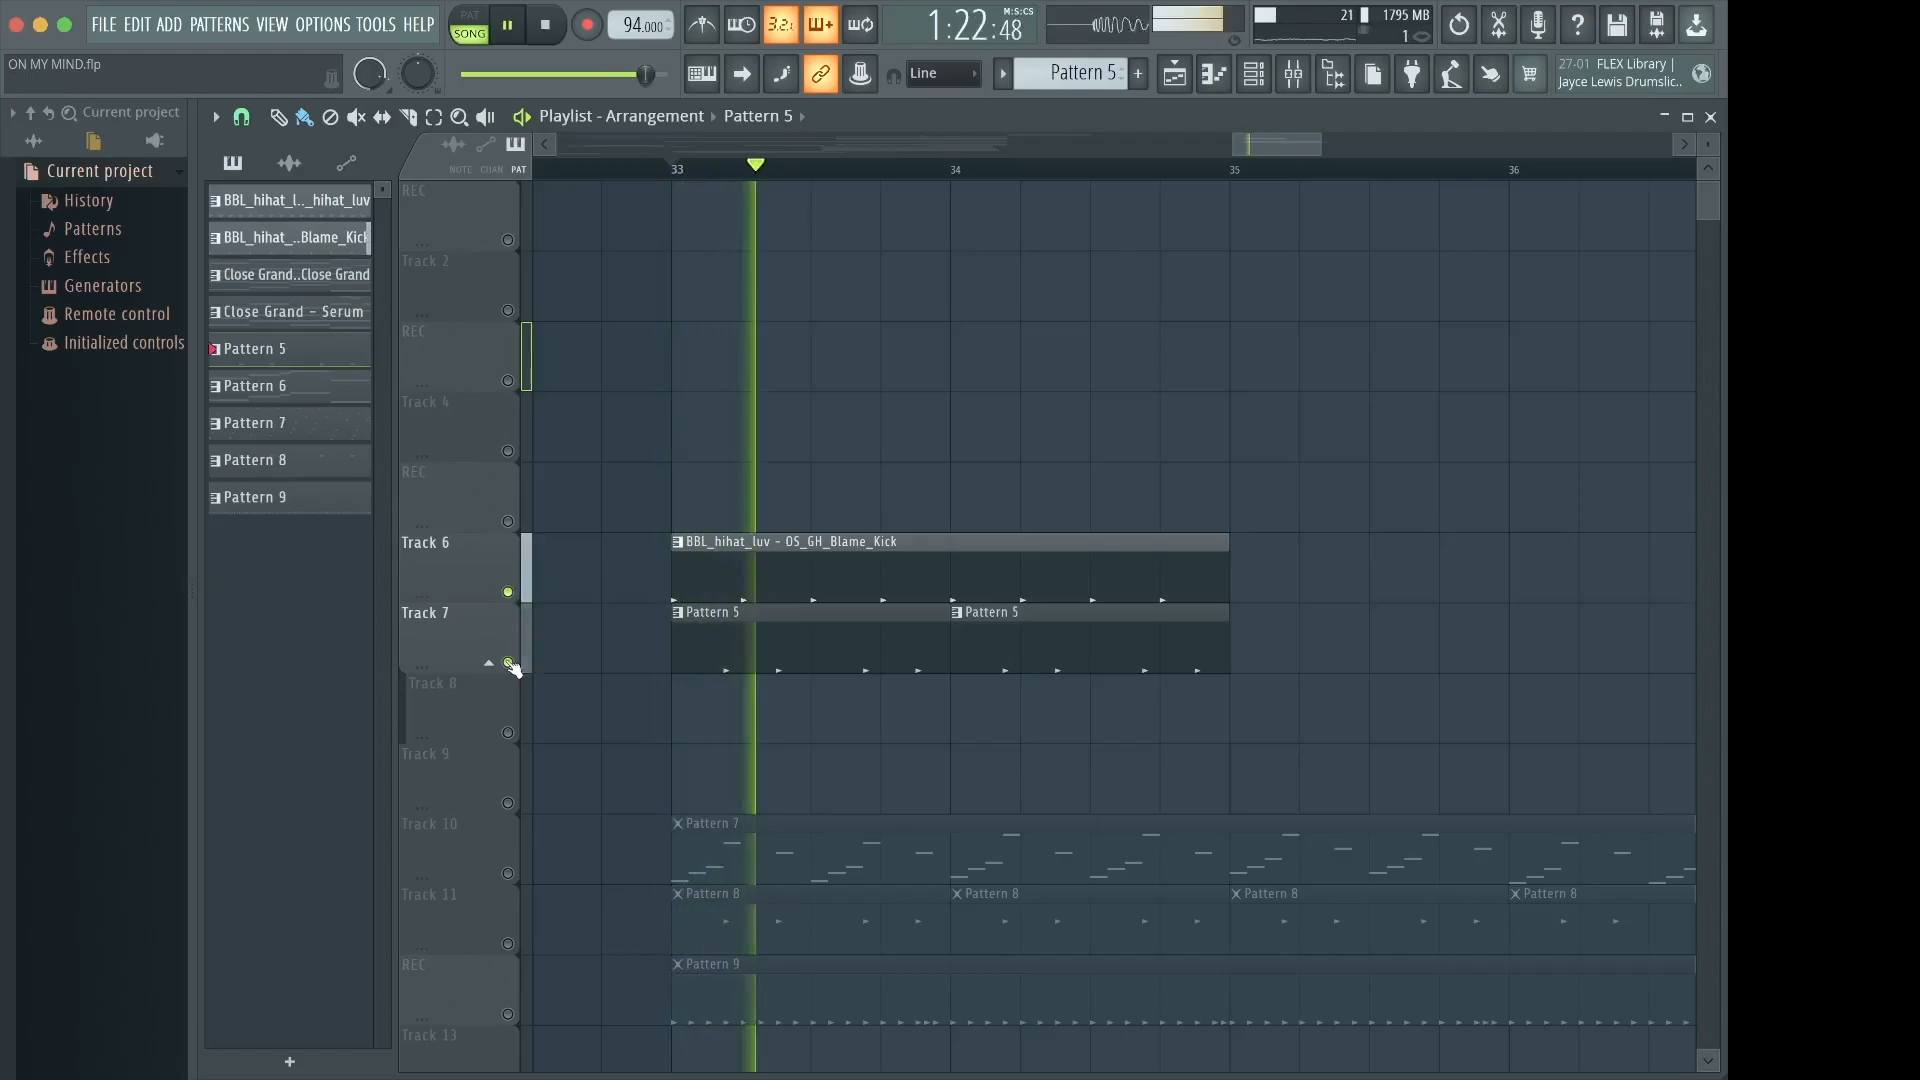 FILE EDIT ADD PATTERNS VIEW OPTIONS TOOLS HELP
PAT
SONG
94.000
3.2.
1:22:48
M:S:CS
21
1795 MB
1
ON MY MIND.flp
Line
Pattern 5
+
27-01 FLEX Library |
Jayce Lewis Drumslic..
Current project
Playlist - Arrangement › Pattern 5 ›
Current project
History
Patterns
Effects
Generators
Remote control
Initialized controls
BBL_hihat_l.._hihat_luv
BBL_hihat_..Blame_Kick
Close Grand..Close Grand
Close Grand – Serum
Pattern 5
Pattern 6
Pattern 7
Pattern 8
Pattern 9
+
NOTE CHAN PAT
33 34 35 36
REC
Track 2
REC
Track 4
REC
Track 6
BBL_hihat_luv - OS_GH_Blame_Kick
Track 7
Pattern 5 Pattern 5
Track 8
Track 9
Track 10
Pattern 7
Track 11
Pattern 8 Pattern 8 Pattern 8 Pattern 8
REC
Pattern 9
Track 13